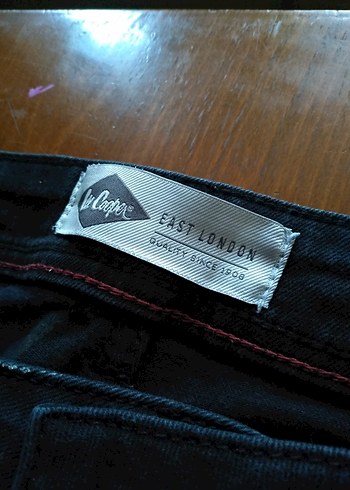 Lee Cooper
EAST LONDON
QUALITY SINCE 1908